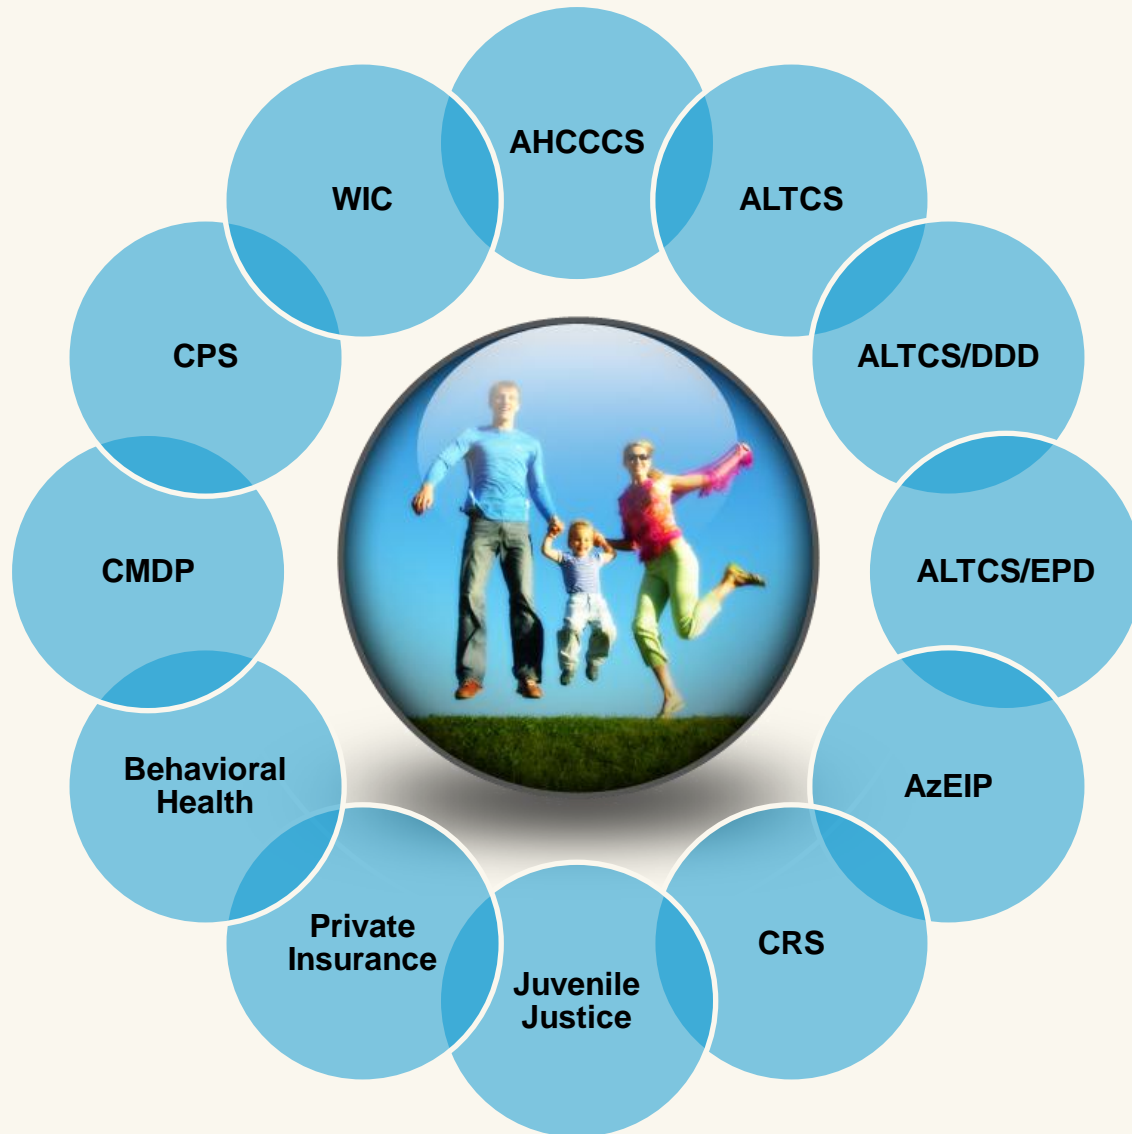 AHCCCS
ALTCS
ALTCS/DDD
ALTCS/EPD
AzEIP
CRS
Juvenile
Justice
Private
Insurance
Behavioral
Health
CMDP
CPS
WIC